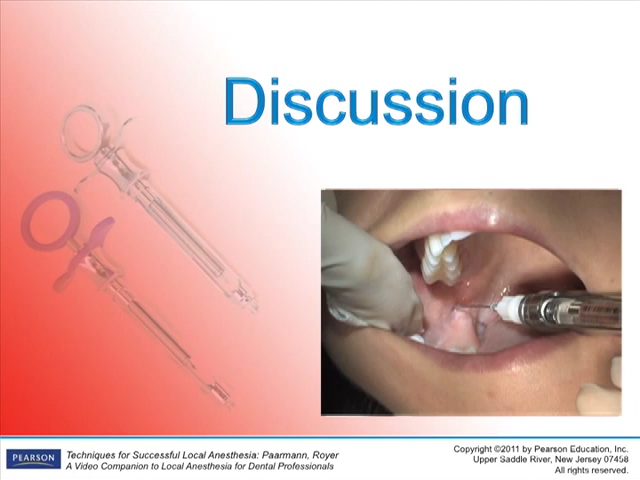 Discussion
PEARSON
Techniques for Successful Local Anesthesia: Paarmann, Royer
A Video Companion to Local Anesthesia for Dental Professionals
Copyright ©2011 by Pearson Education, Inc.
Upper Saddle River, New Jersey 07458
All rights reserved.